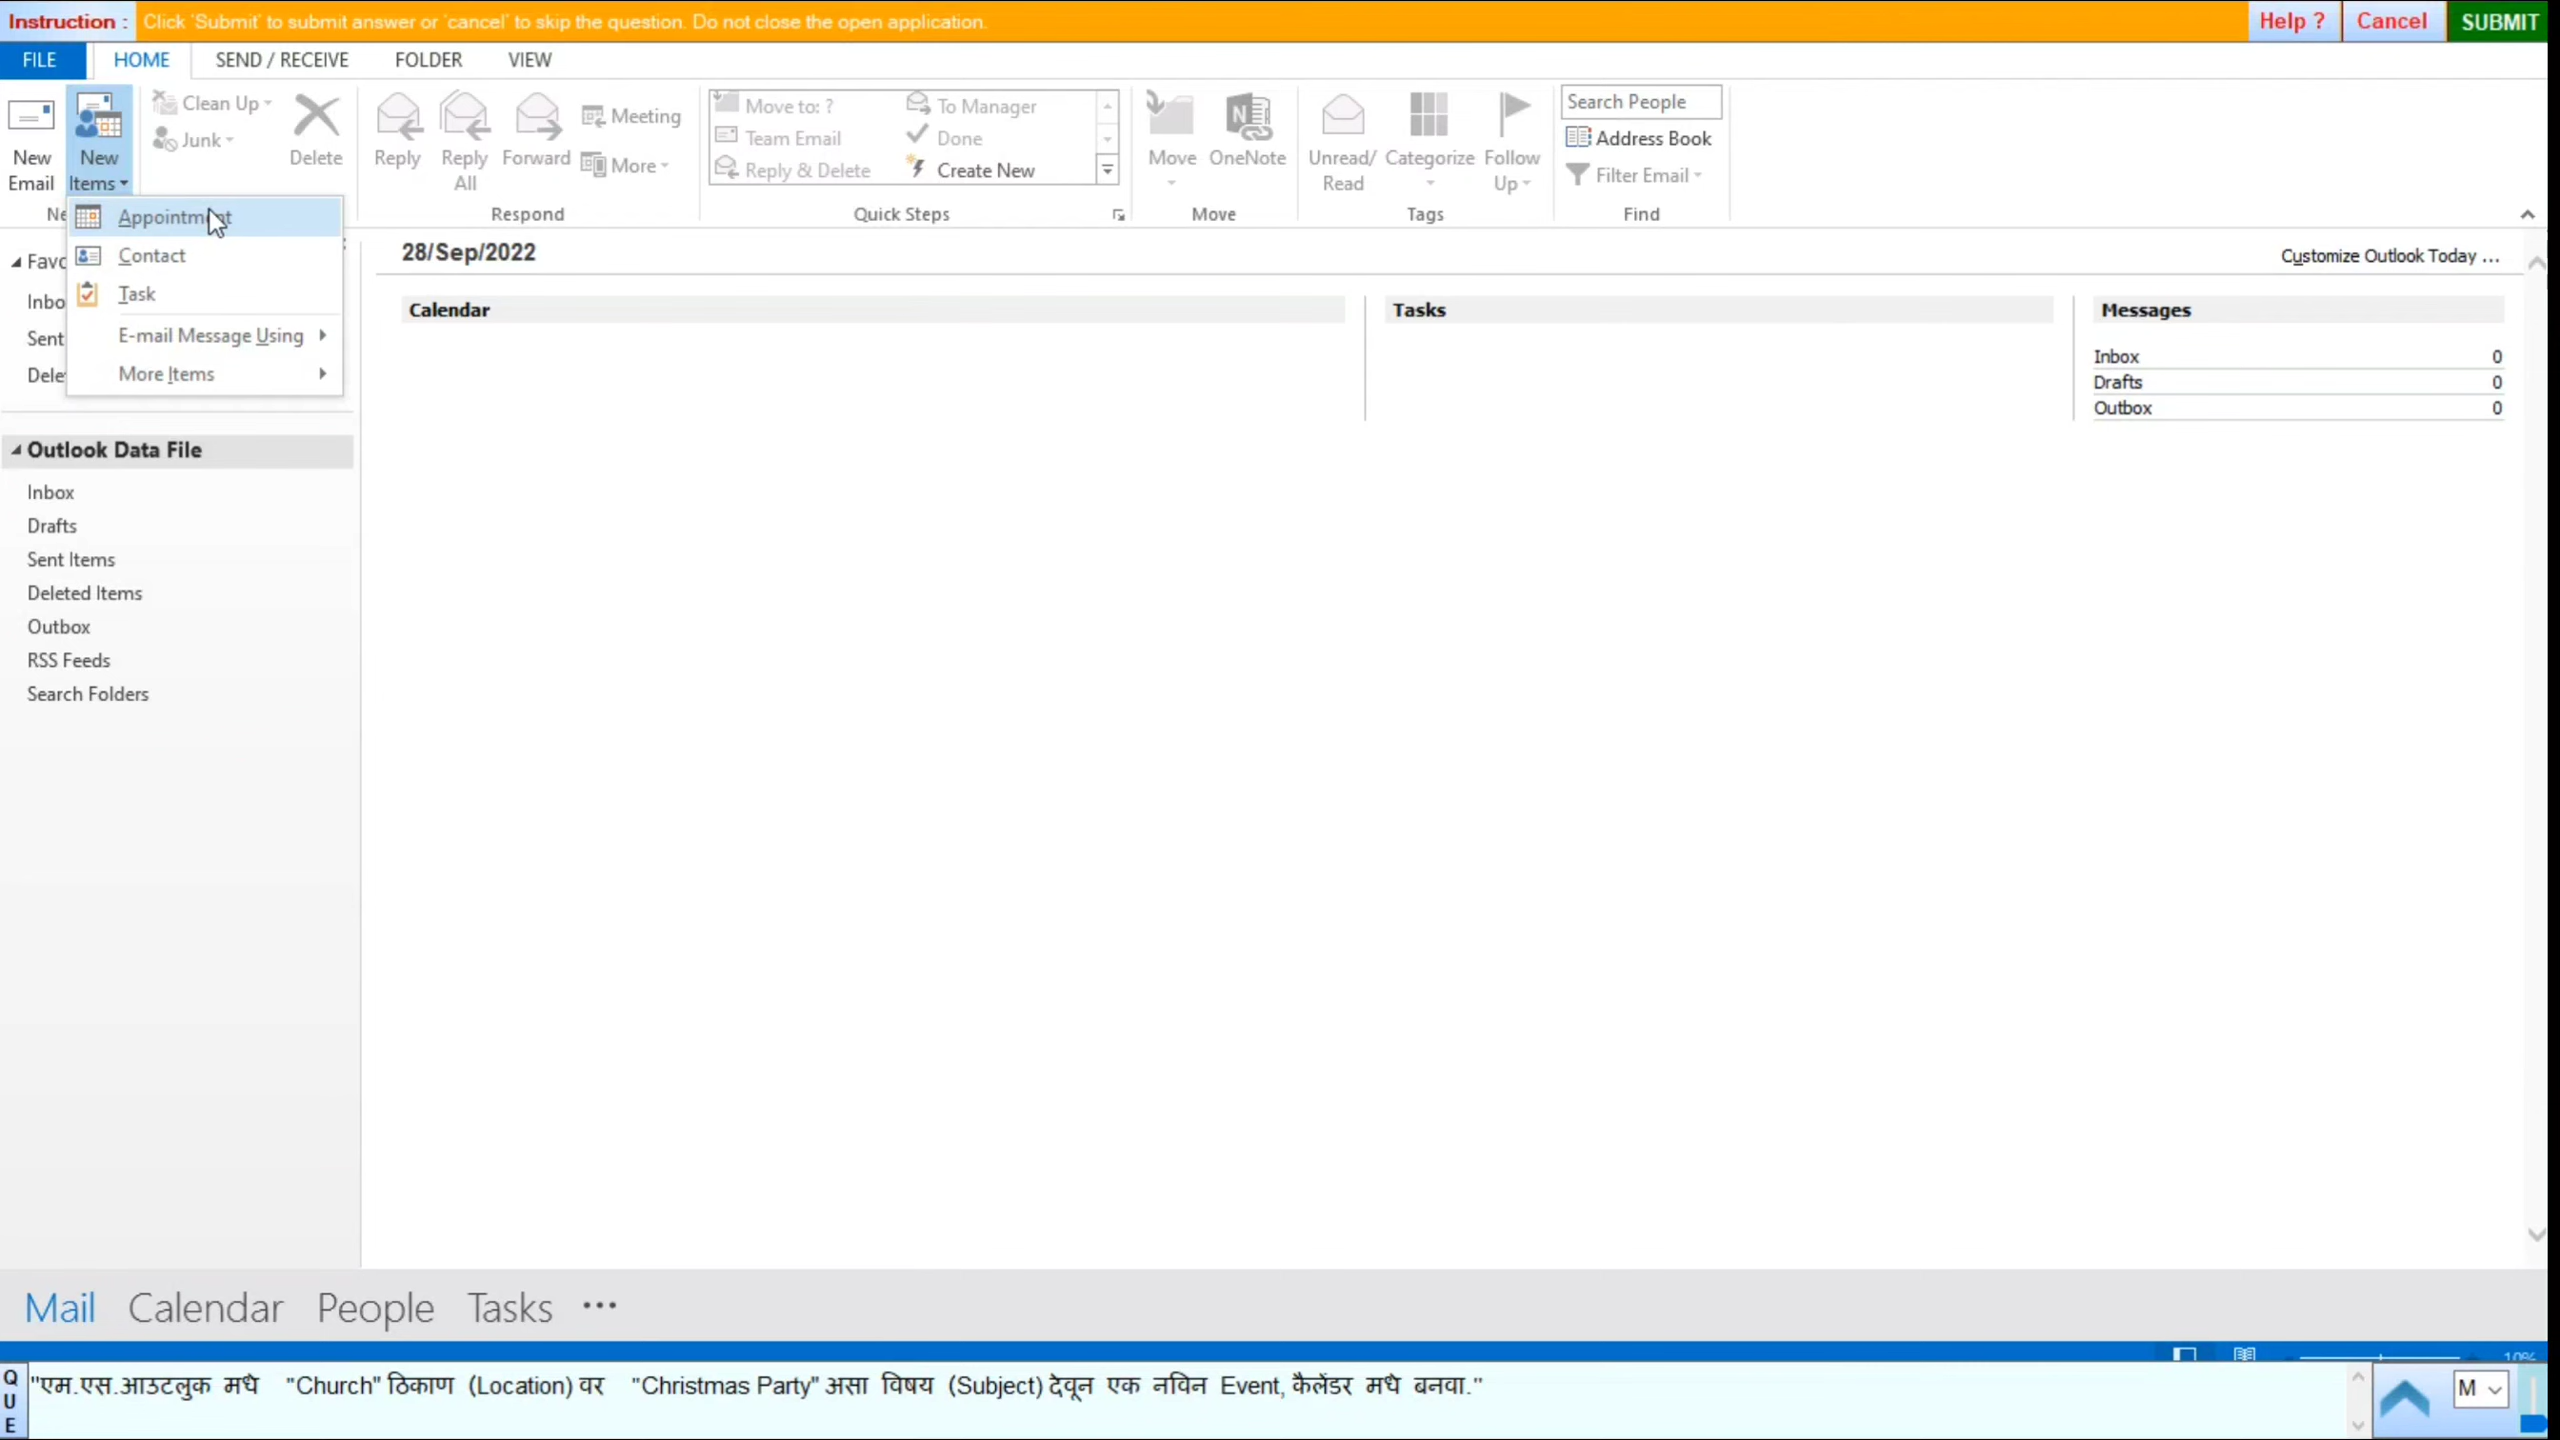 Instruction : Click 'Submit' to submit answer or 'cancel' to skip the question. Do not close the open application. Help ? Cancel SUBMIT
FILE HOME SEND / RECEIVE FOLDER VIEW
New Email
New Items
Clean Up
Junk
Delete
Reply
Reply All
Forward
Meeting
More
Respond
Move to: ?
Team Email
Reply & Delete
To Manager
Done
Create New
Quick Steps
Move
OneNote
Move
Unread/ Read
Categorize
Follow Up
Tags
Search People
Address Book
Filter Email
Find
Appointment
Contact
Task
E-mail Message Using
More Items
Outlook Data File
Inbox
Drafts
Sent Items
Deleted Items
Outbox
RSS Feeds
Search Folders
28/Sep/2022
Customize Outlook Today ...
Calendar
Tasks
Messages
Inbox 0
Drafts 0
Outbox 0
Mail Calendar People Tasks ...
QUE
"एम.एस.आउटलुक मधे "Church" ठिकाण (Location) वर "Christmas Party" असा विषय (Subject) देवून एक नविन Event, कैलेंडर मधे बनवा."
M